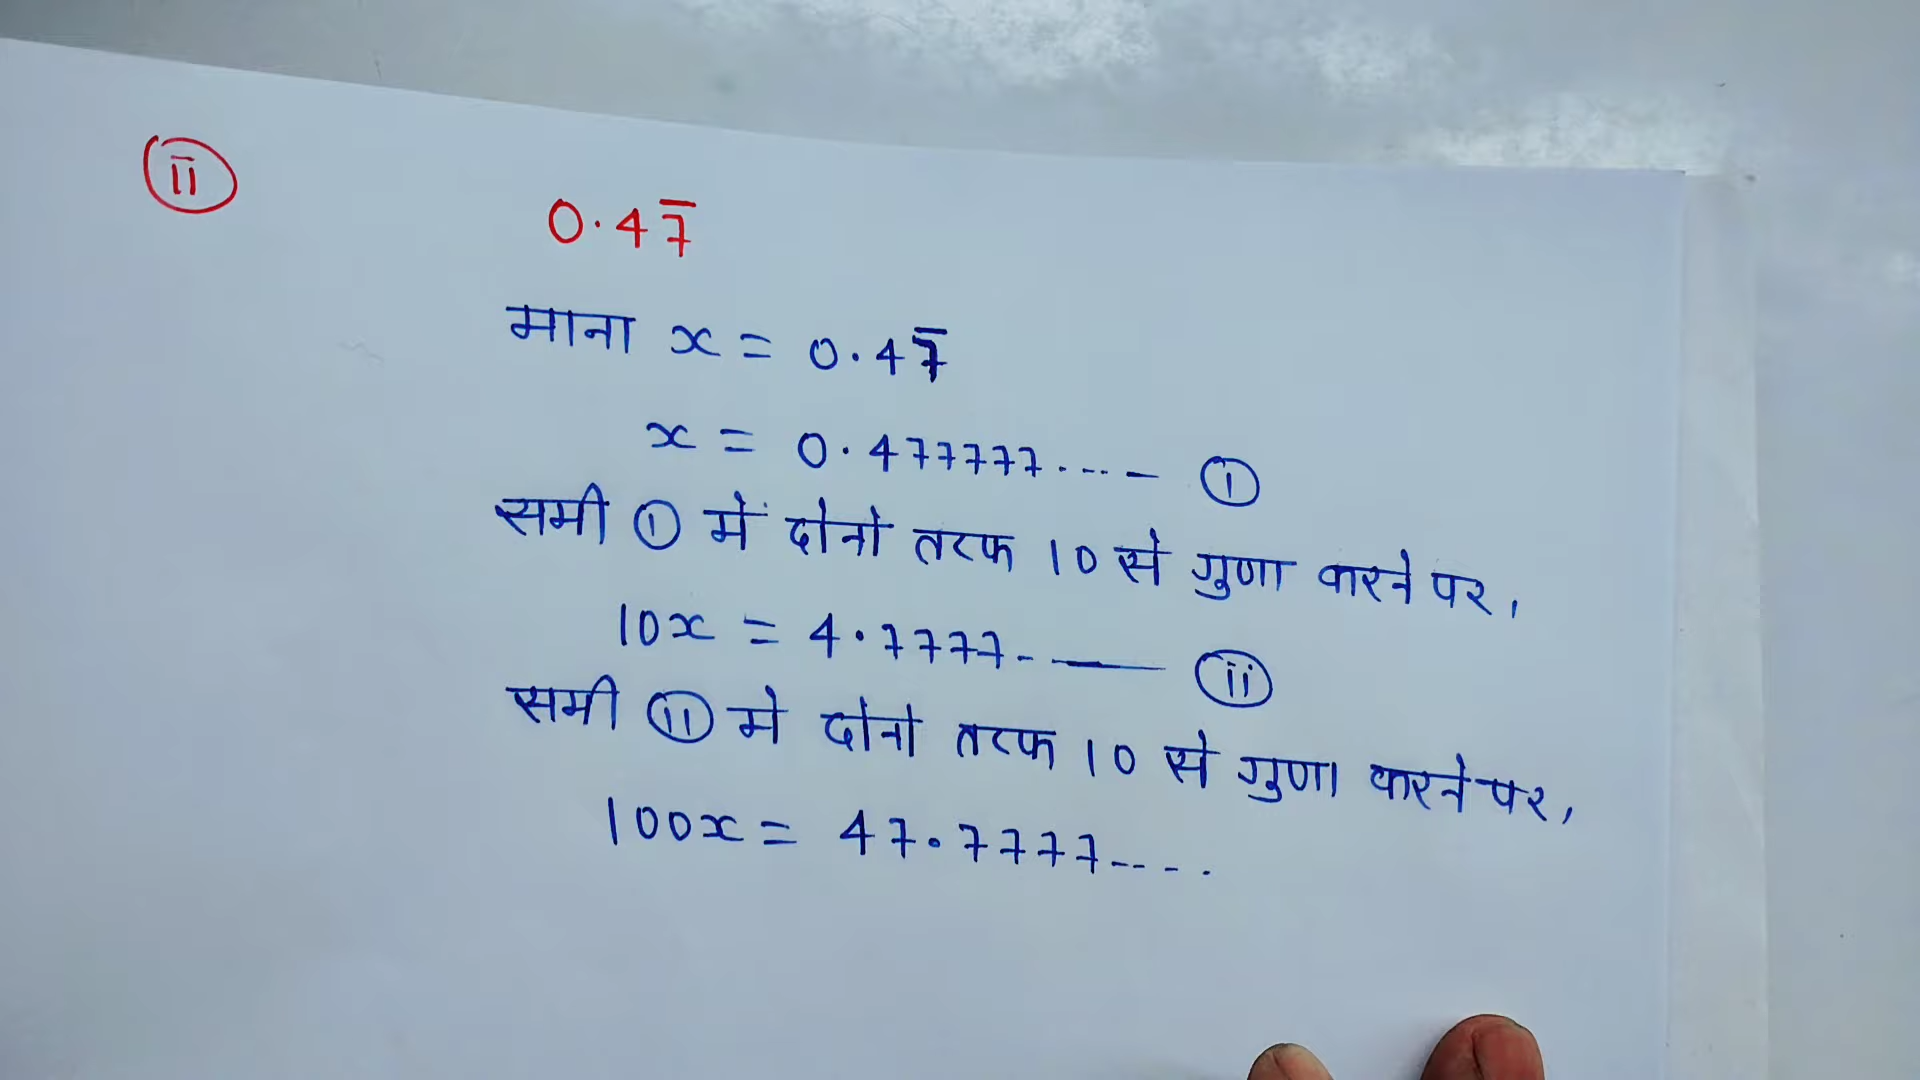 ii
0.47̅
माना x = 0.47̅
x = 0.477777.... — (i)
समी (i) में दोनो तरफ 10 से गुणा करने पर,
10x = 4.7777.. — (ii)
समी (ii) मे दोनो तरफ 10 से गुणा करने पर,
100x = 47.7777....